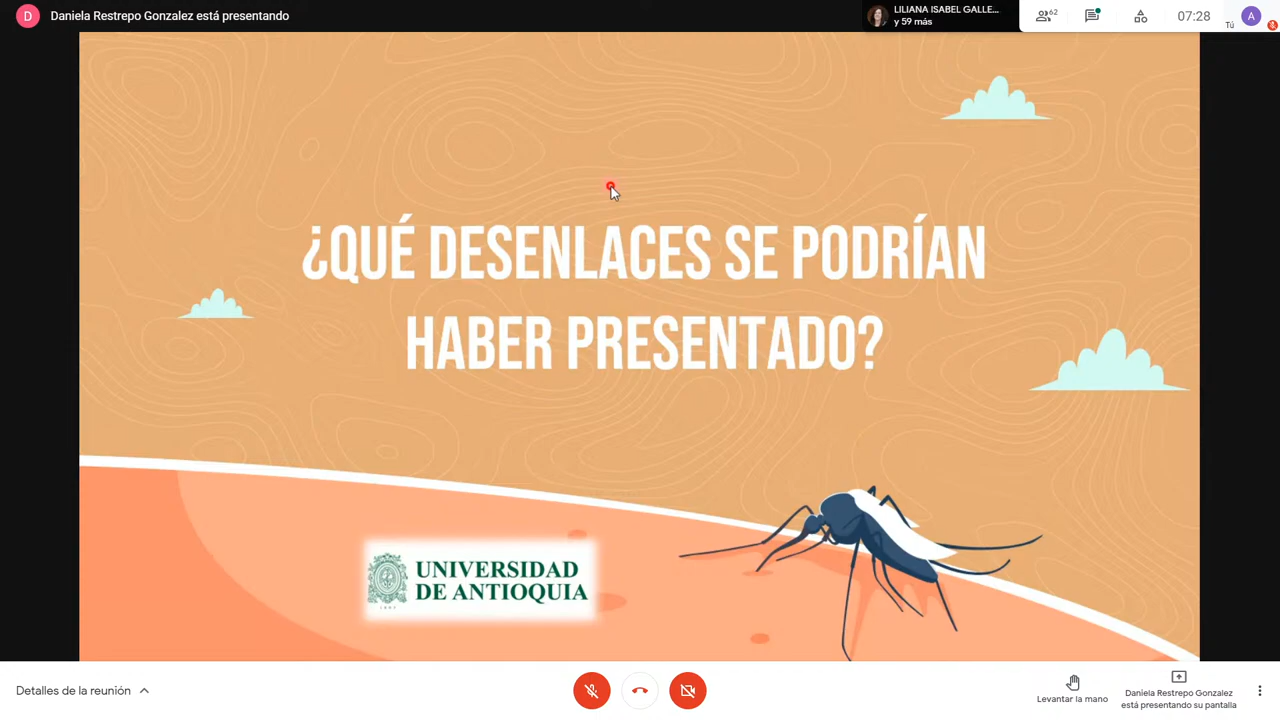 D
Daniela Restrepo Gonzalez está presentando
LILIANA ISABEL GALLE...
y 59 más
62
07:28
Tú
A
¿QUÉ DESENLACES SE PODRÍAN
HABER PRESENTADO?
UNIVERSIDAD
DE ANTIOQUIA
Detalles de la reunión
Levantar la mano
Daniela Restrepo Gonzalez
está presentando su pantalla